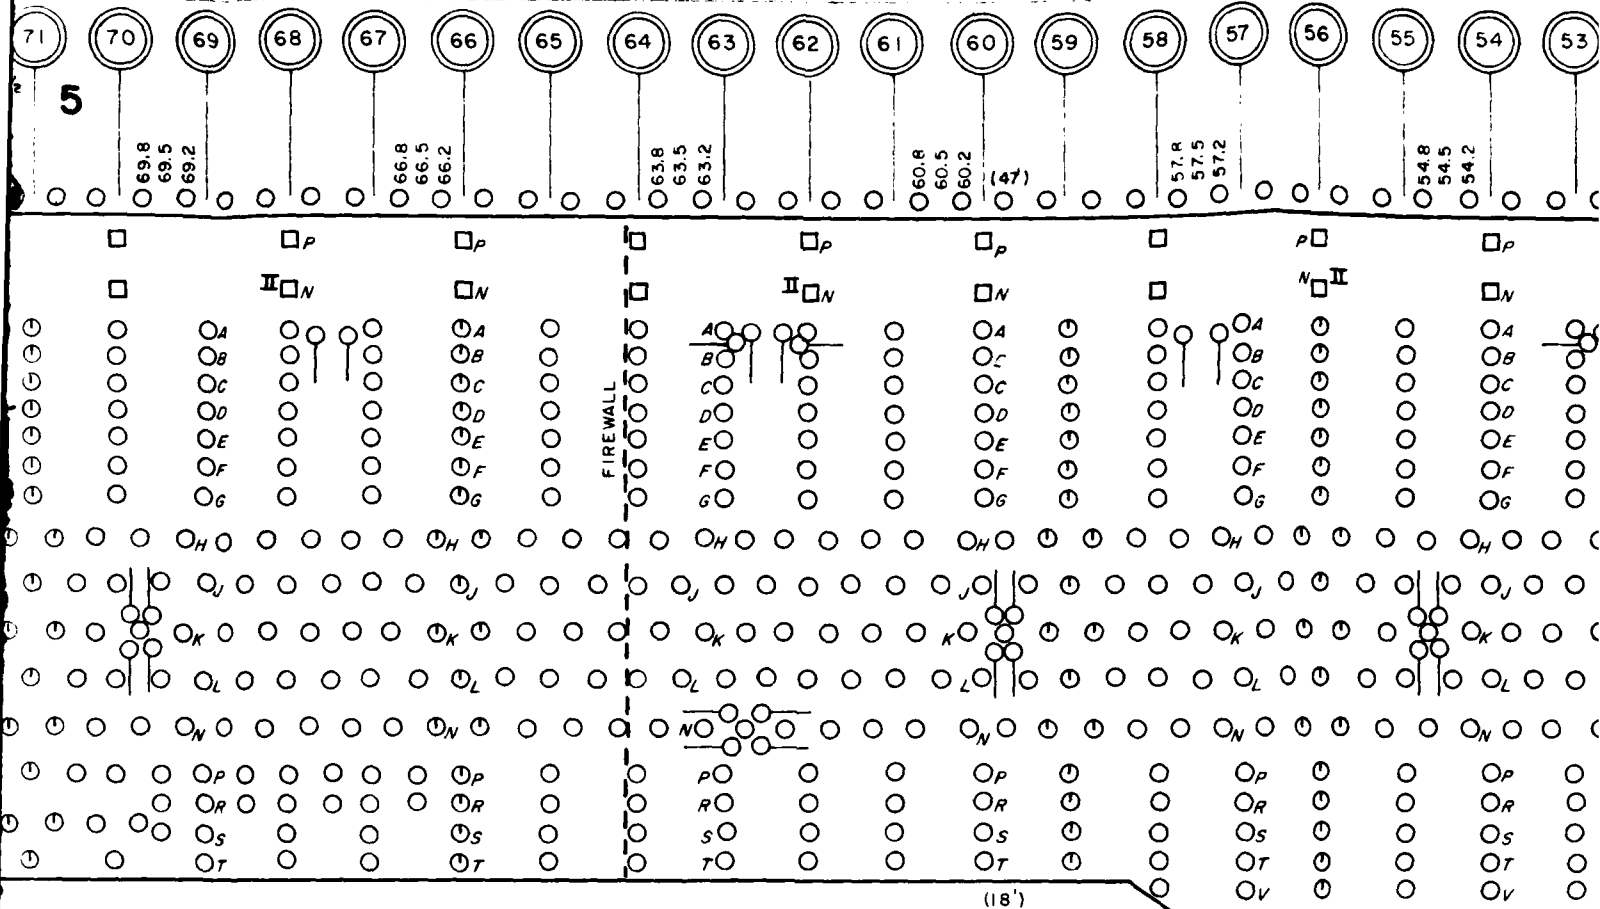 71 70 69 68 67 66 65 64 63 62 61 60 59 58 57 56 55 54 53
5
69.8 69.5 69.2 66.8 66.5 66.2 63.8 63.5 63.2 60.8 60.5 60.2 (47') 57.8 57.5 57.2 54.8 54.5 54.2
P P P P P P
II N N II N N N II N
A A A A A
B B B B B
C C C C C C
D D D D D D
E E E E E E
FIREWALL
F F F F F F
G G G G G G
H H H H H H
J J J J J J
K K K K K K
L L L L L L
N N N N N N
P P P P P P
R R R R R R
S S S S S S
T T T T T T
V V
(18')